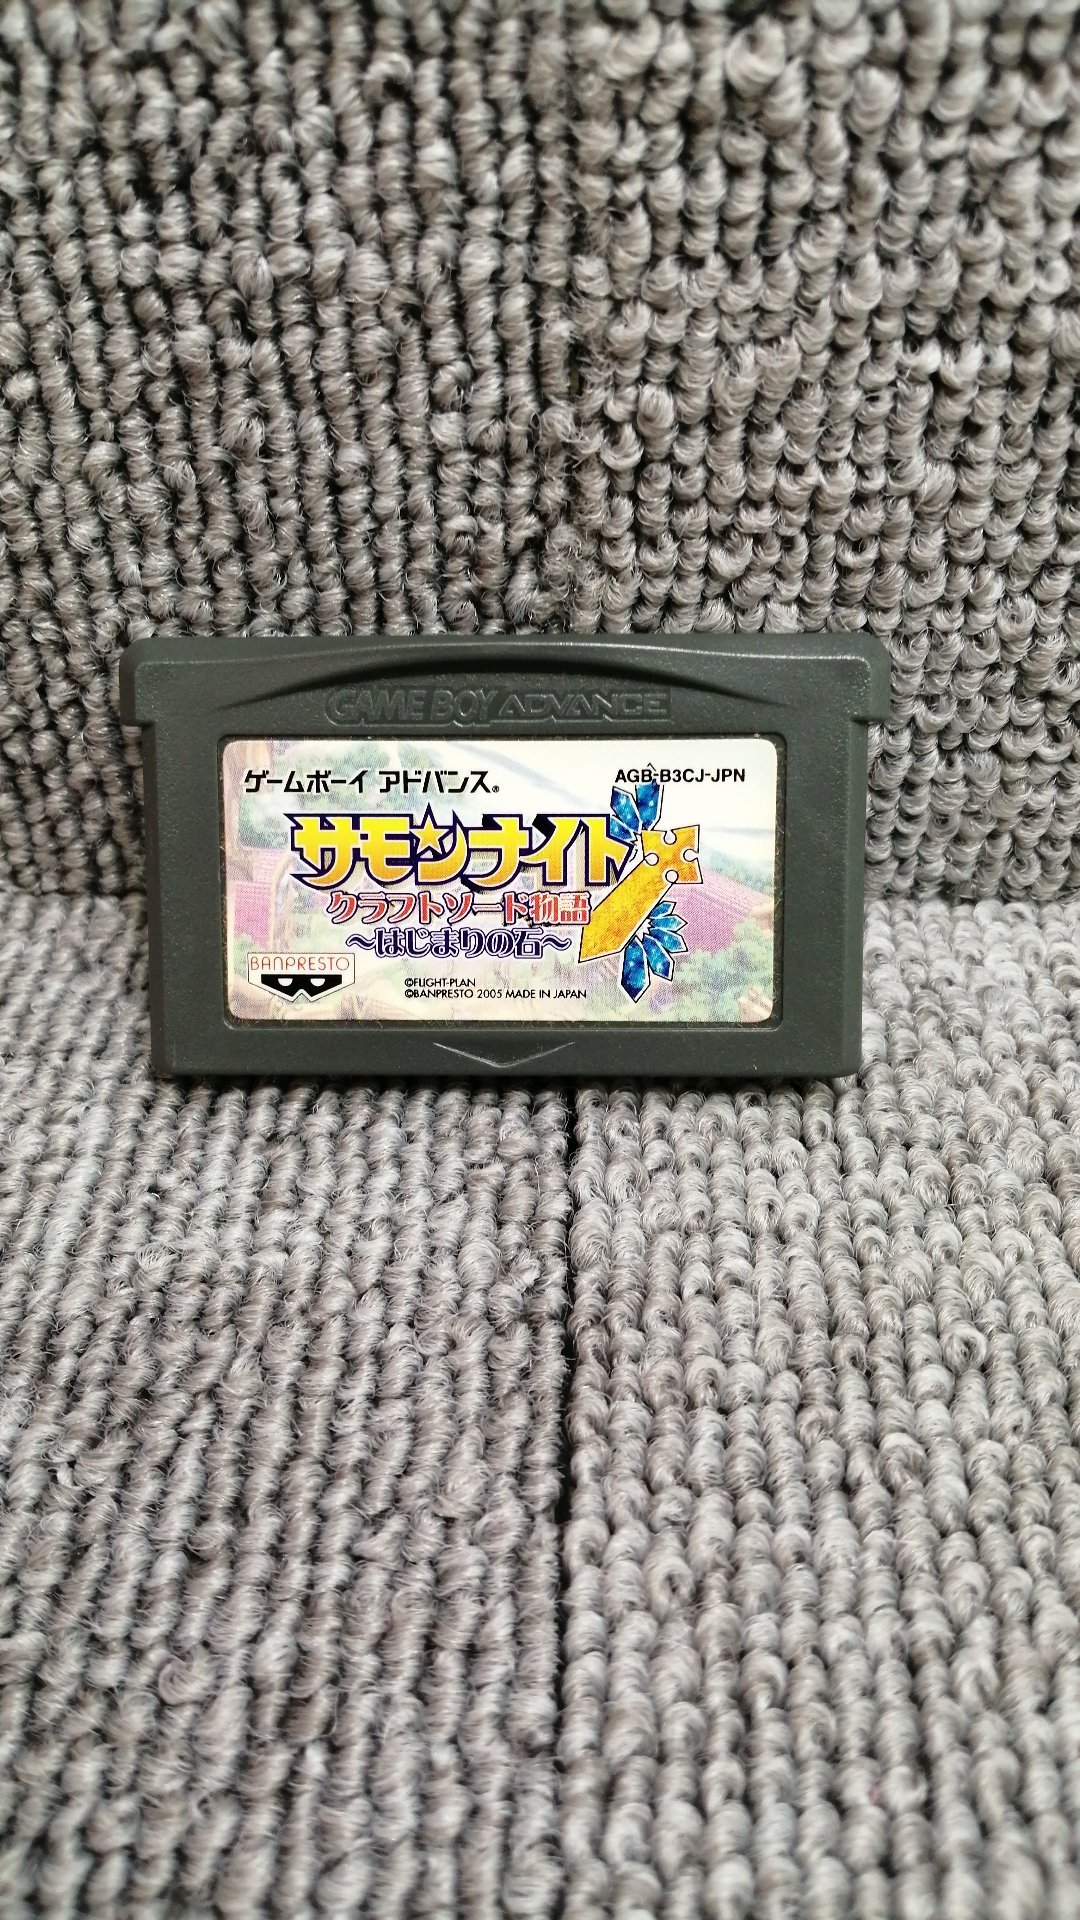 GAME BOY ADVANCE
ゲームボーイ アドバンス®
AGB-B3CJ-JPN
サモンナイト
クラフトソード物語
～はじまりの石～
BANPRESTO
©FLIGHT-PLAN
©BANPRESTO 2005 MADE IN JAPAN